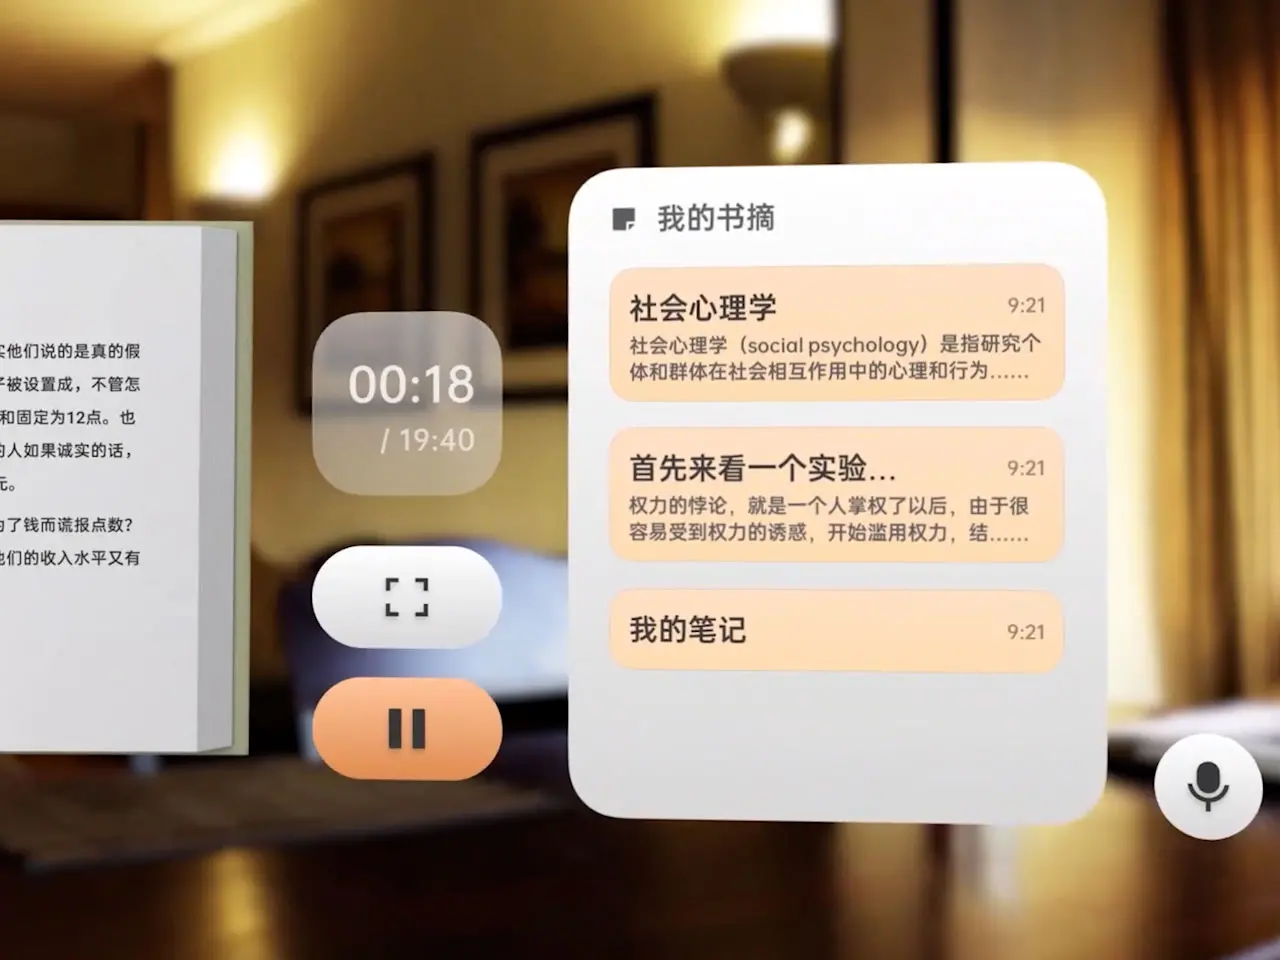 他们说的是真的假
被设置成，不管怎
和固定为12点。也
的人如果诚实的话，
元。
了钱而谎报点数？
他们的收入水平又有
00:18
/ 19:40
我的书摘
社会心理学
9:21
社会心理学（social psychology）是指研究个
体和群体在社会相互作用中的心理和行为……
首先来看一个实验...
9:21
权力的悖论，就是一个人掌权了以后，由于很
容易受到权力的诱惑，开始滥用权力，结……
我的笔记
9:21